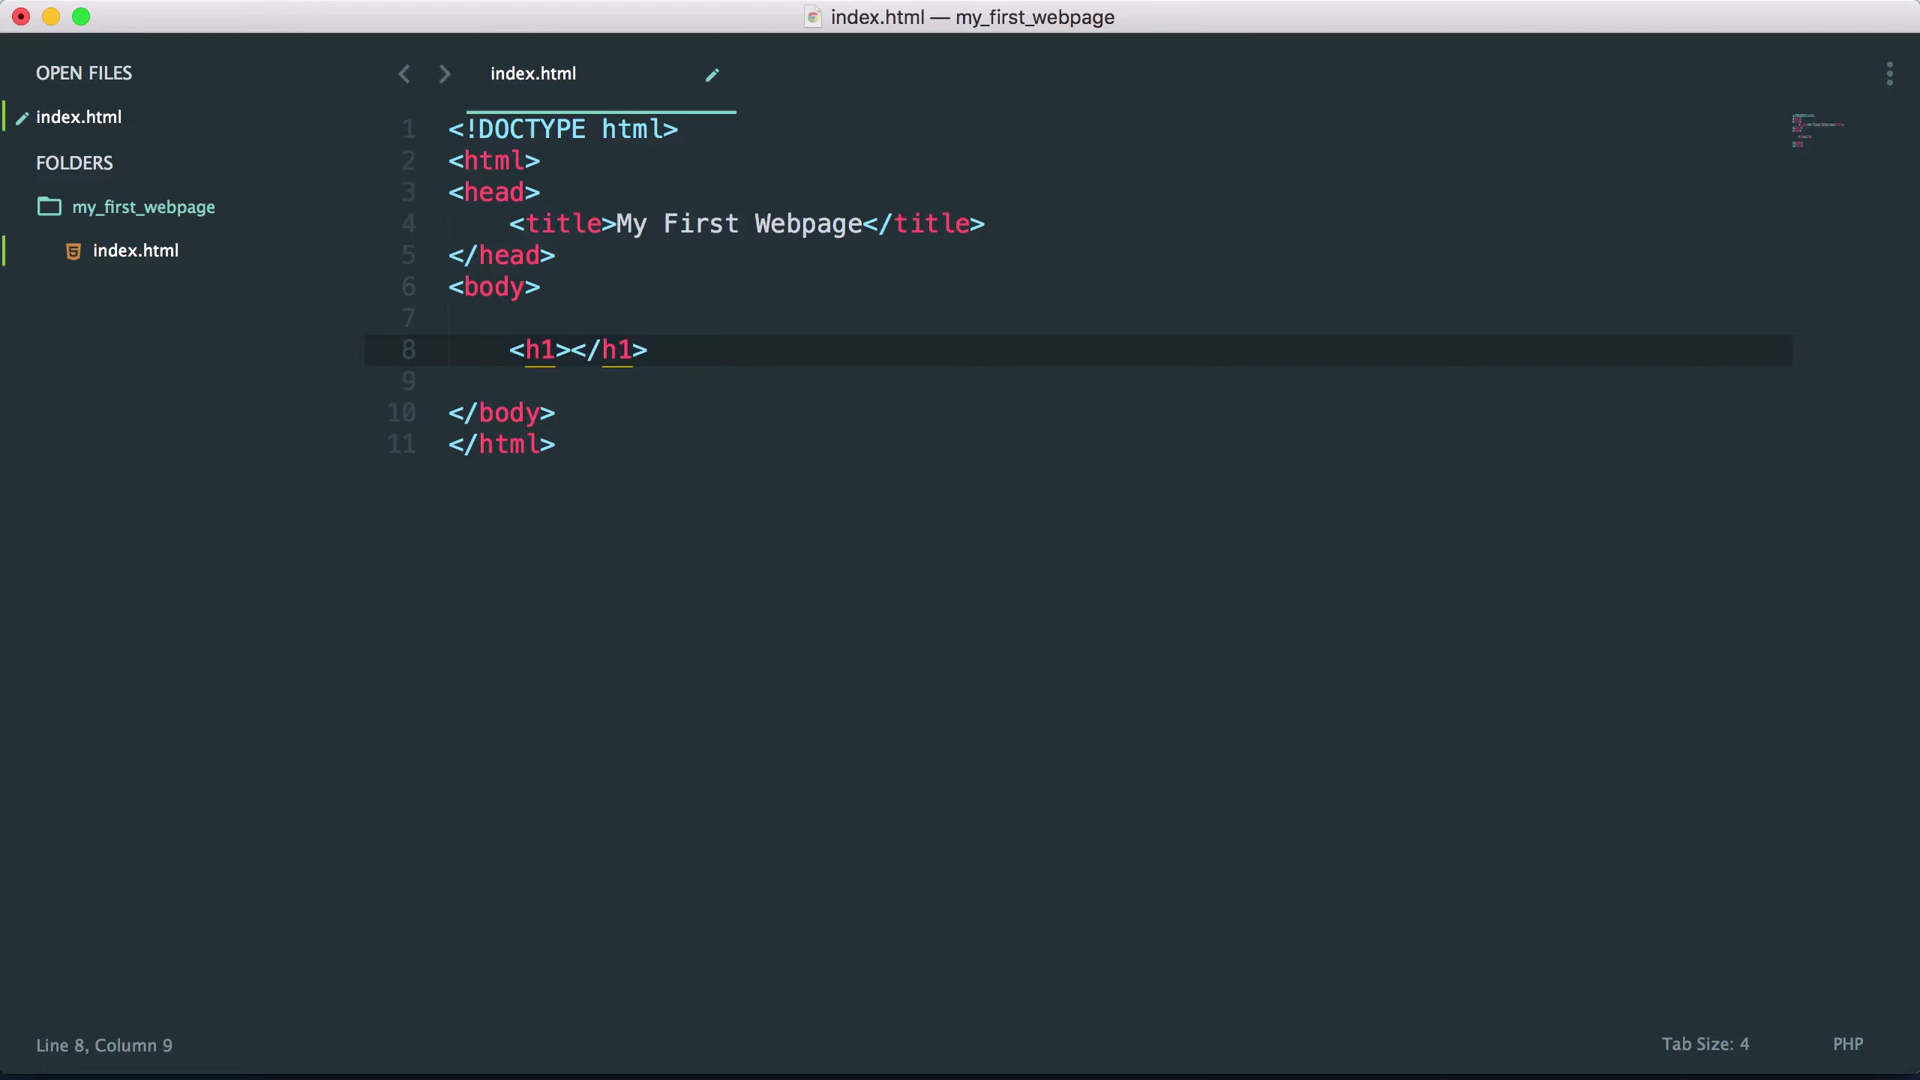 index.html — my_first_webpage
OPEN FILES
index.html
FOLDERS
my_first_webpage
index.html
index.html
1 <!DOCTYPE html>
2 <html>
3 <head>
4     <title>My First Webpage</title>
5 </head>
6 <body>
7
8     <h1></h1>
9
10 </body>
11 </html>
Line 8, Column 9
Tab Size: 4
PHP